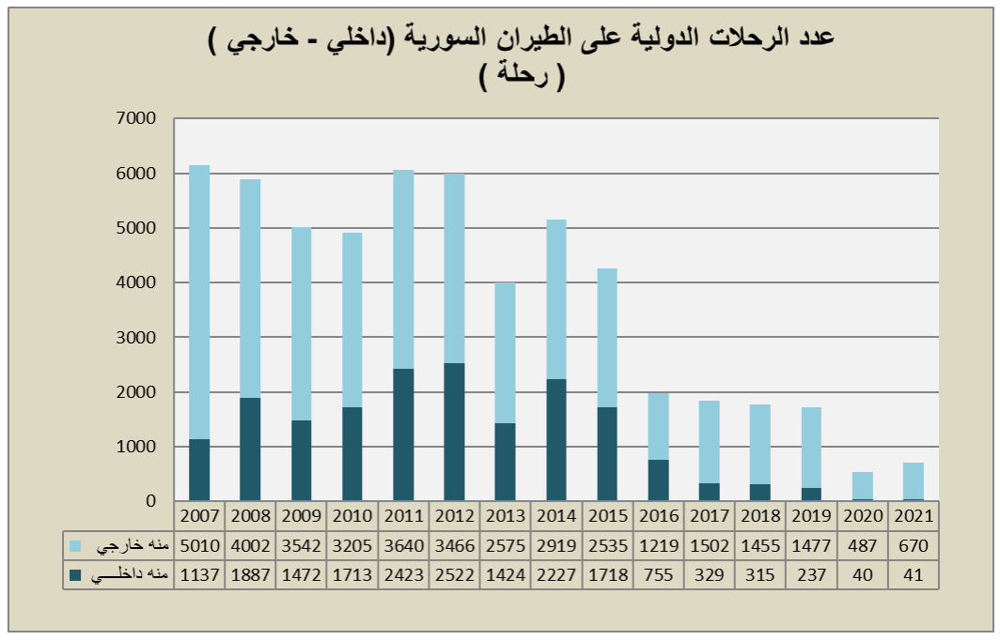 عدد الرحلات الدولية على الطيران السورية (داخلي - خارجي )
( رحلة )
7000
6000
5000
4000
3000
2000
1000
0
2007 2008 2009 2010 2011 2012 2013 2014 2015 2016 2017 2018 2019 2020 2021
منه خارجي 5010 4002 3542 3205 3640 3466 2575 2919 2535 1219 1502 1455 1477 487 670
منه داخلـــــي 1137 1887 1472 1713 2423 2522 1424 2227 1718 755 329 315 237 40 41